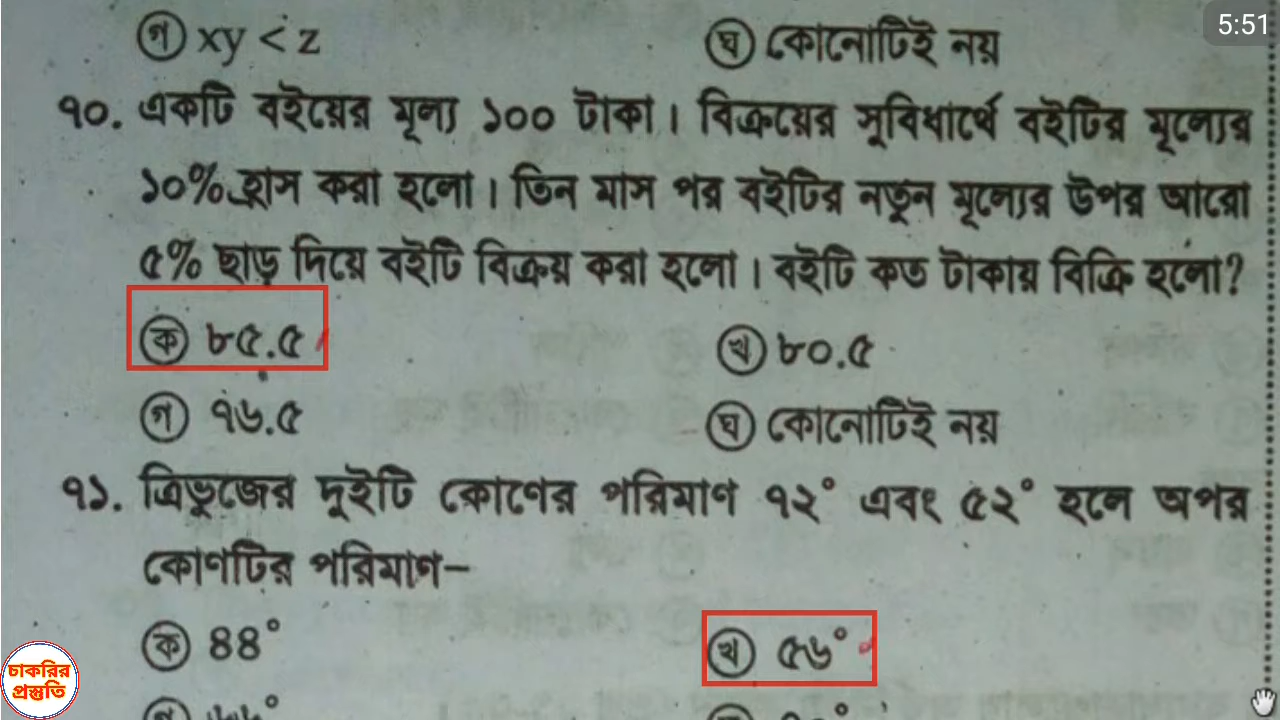 গ xy < z
ঘ কোনোটিই নয়
5:51
৭০. একটি বইয়ের মূল্য ১০০ টাকা। বিক্রয়ের সুবিধার্থে বইটির মূল্যের
১০% হ্রাস করা হলো। তিন মাস পর বইটির নতুন মূল্যের উপর আরো
৫% ছাড় দিয়ে বইটি বিক্রয় করা হলো। বইটি কত টাকায় বিক্রি হলো?
ক ৮৫.৫
খ ৮০.৫
গ ৭৬.৫
ঘ কোনোটিই নয়
৭১. ত্রিভুজের দুইটি কোণের পরিমাণ ৭২° এবং ৫২° হলে অপর
কোণটির পরিমাণ–
ক ৪৪°
খ ৫৬°
চাকরির
প্রস্তুতি